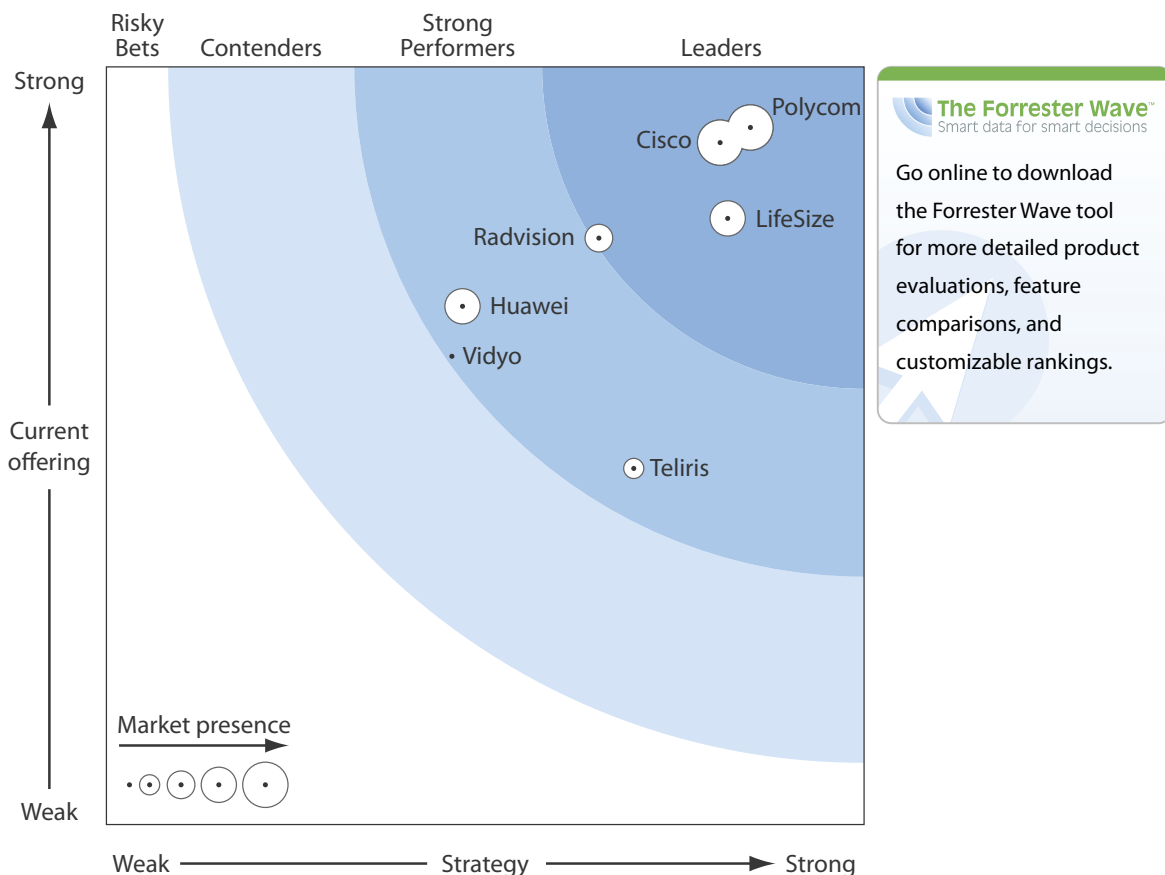 Risky
Bets
Contenders
Strong
Performers
Leaders
Strong
Polycom
Cisco
LifeSize
Radvision
Huawei
Vidyo
Current
offering
Teliris
Market presence
Weak
Weak
Strategy
Strong
The Forrester Wave™
Smart data for smart decisions
Go online to download
the Forrester Wave tool
for more detailed product
evaluations, feature
comparisons, and
customizable rankings.